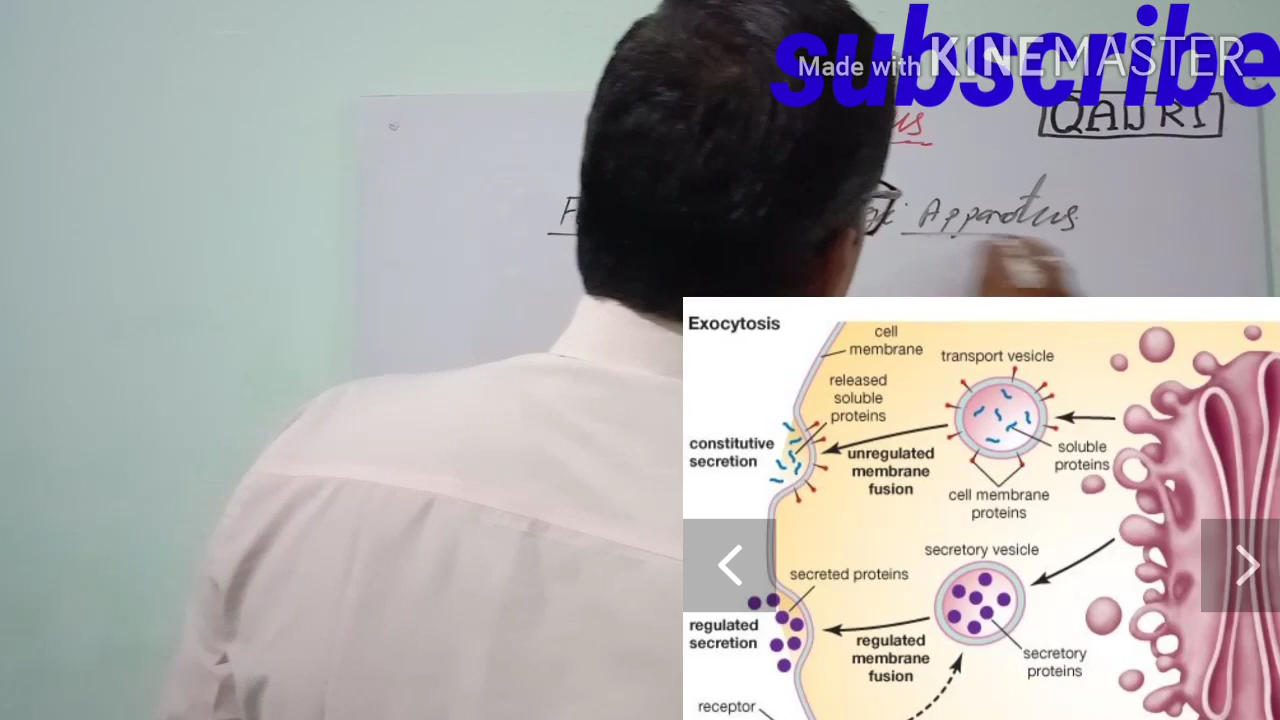 subscribe
Made with KINEMASTER
QADRI
Apparatus
Exocytosis
cell
membrane
transport vesicle
released
soluble
proteins
constitutive
secretion
unregulated
membrane
fusion
soluble
proteins
cell membrane
proteins
secretory vesicle
secreted proteins
regulated
secretion
regulated
membrane
fusion
secretory
proteins
receptor